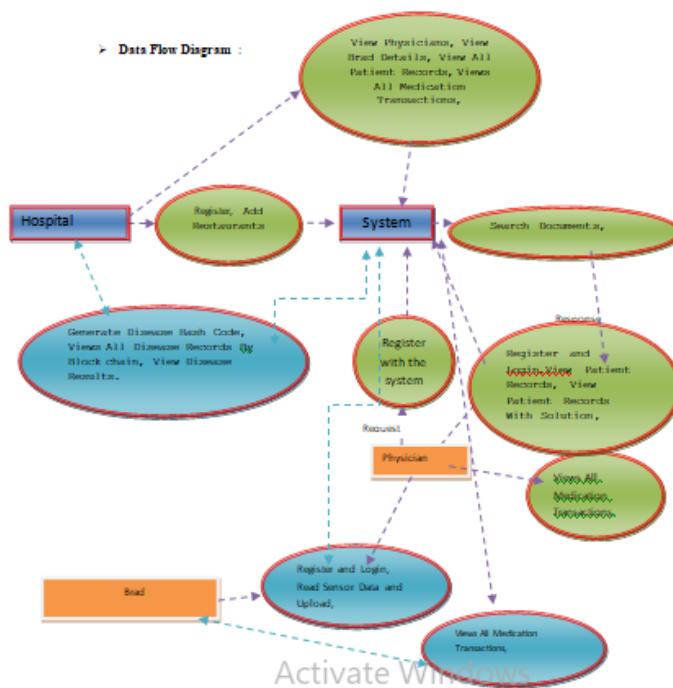 ➤ Data Flow Diagram :
View Physicians, View
Brad Details, View All
Patient Records, Views
All Medication
Transactions,
Hospital
Register, Add
Restaurants
System
Search Documents,
Generate Disease Hash Code,
Views All Disease Records By
Block chain, View Disease
Results.
Register
with the
system
Response
Register and
Login, View Patient
Records, View
Patient Records
With Solution,
Request
Physician
Views All
Medication
Transactions
Brad
Register and Login,
Read Sensor Data and
Upload,
Views All Medication
Transactions,
Activate Windows